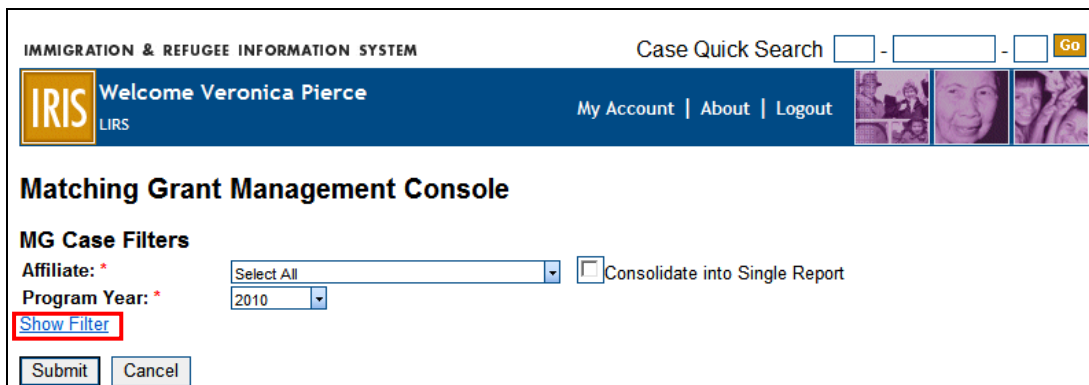 IMMIGRATION & REFUGEE INFORMATION SYSTEM Case Quick Search - - Go
IRIS Welcome Veronica Pierce
LIRS My Account | About | Logout
Matching Grant Management Console
MG Case Filters
Affiliate: * Select All Consolidate into Single Report
Program Year: * 2010
Show Filter
Submit Cancel